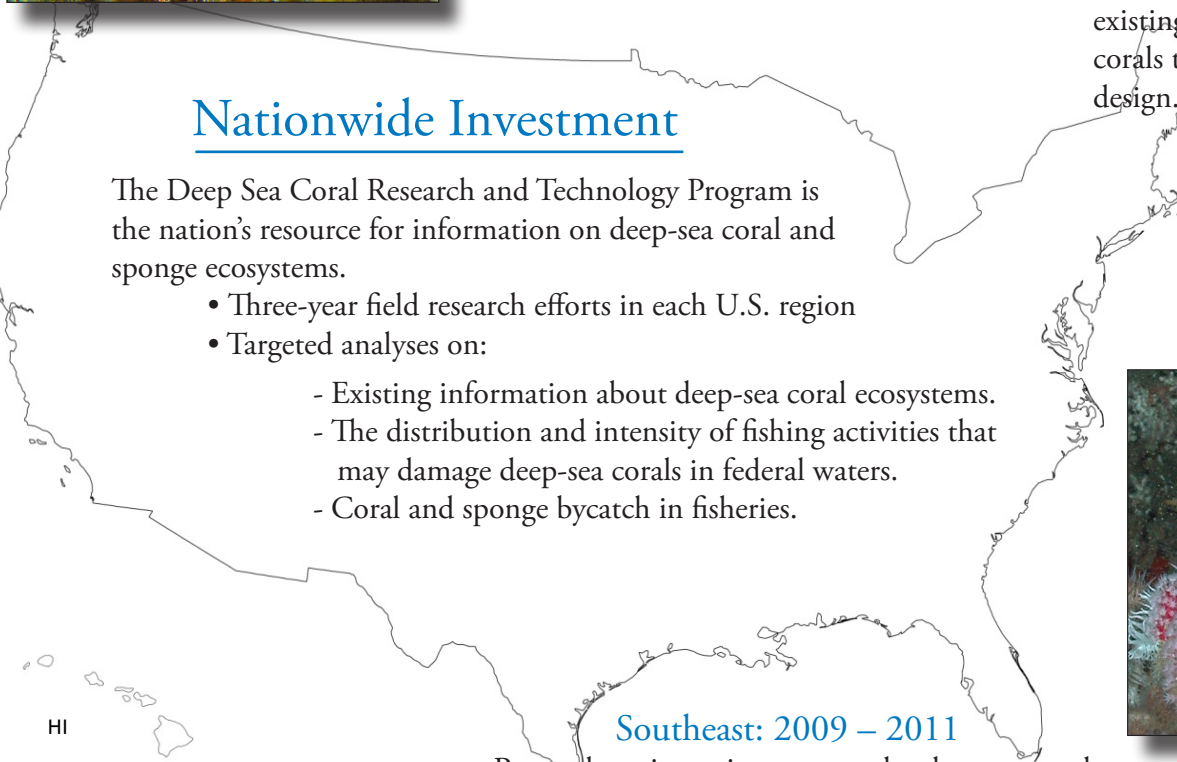 existing
corals
design.
Nationwide Investment
The Deep Sea Coral Research and Technology Program is
the nation’s resource for information on deep-sea coral and
sponge ecosystems.
• Three-year field research efforts in each U.S. region
• Targeted analyses on:
- Existing information about deep-sea coral ecosystems.
- The distribution and intensity of fishing activities that
may damage deep-sea corals in federal waters.
- Coral and sponge bycatch in fisheries.
HI
Southeast: 2009 – 2011